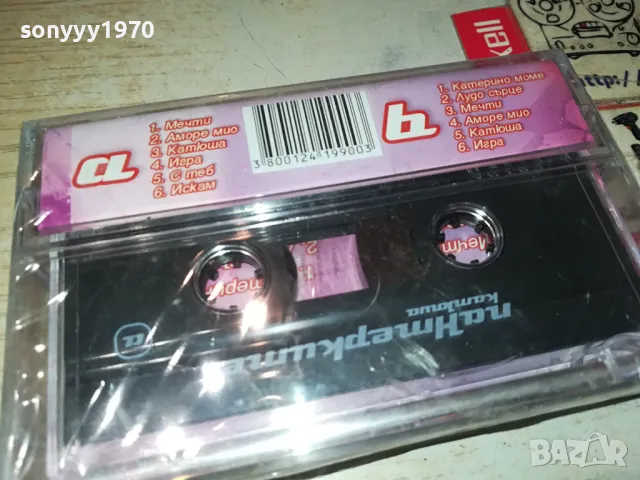 sonyyy1970
a
1. Мечти
2. Аморе мио
3. Катюша
4. Игра
5. С теб
6. Искам
3 800124 199003
b
1. Катерино моме
2. Лудо сърце
3. Мечти
4. Аморе мио
5. Катюша
6. Игра
xell
http:/
паНтерките
катюша
a
BAZAR